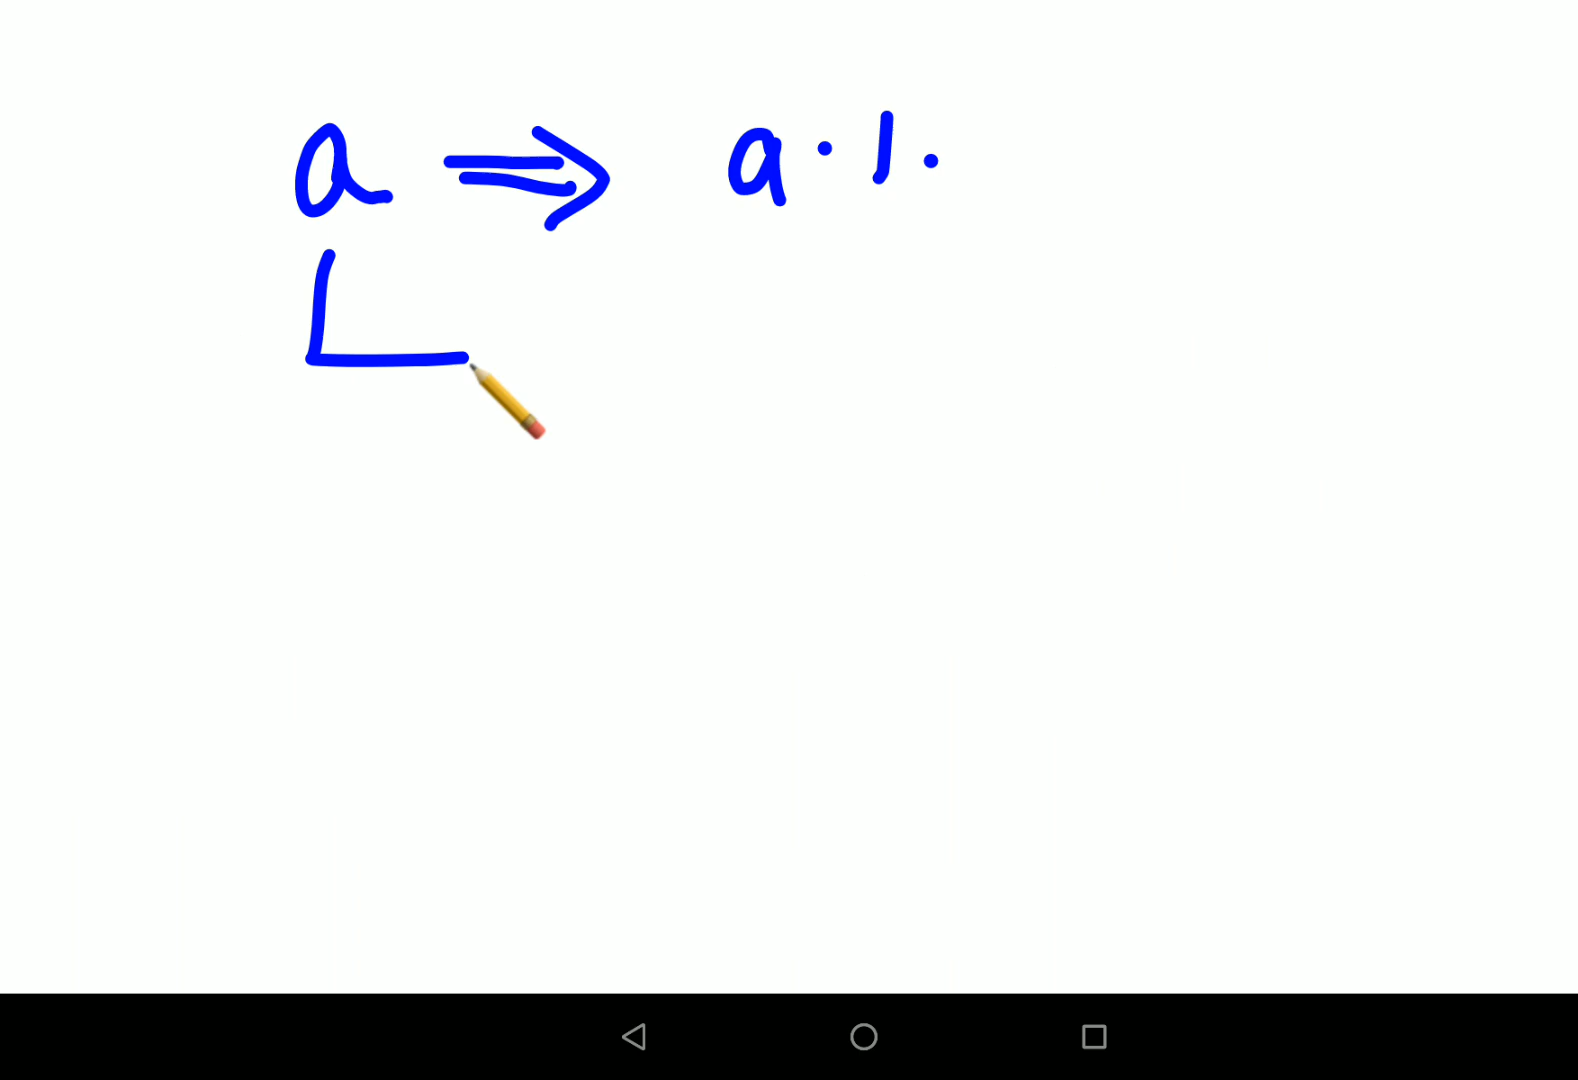 a ⇒ a · 1 ·